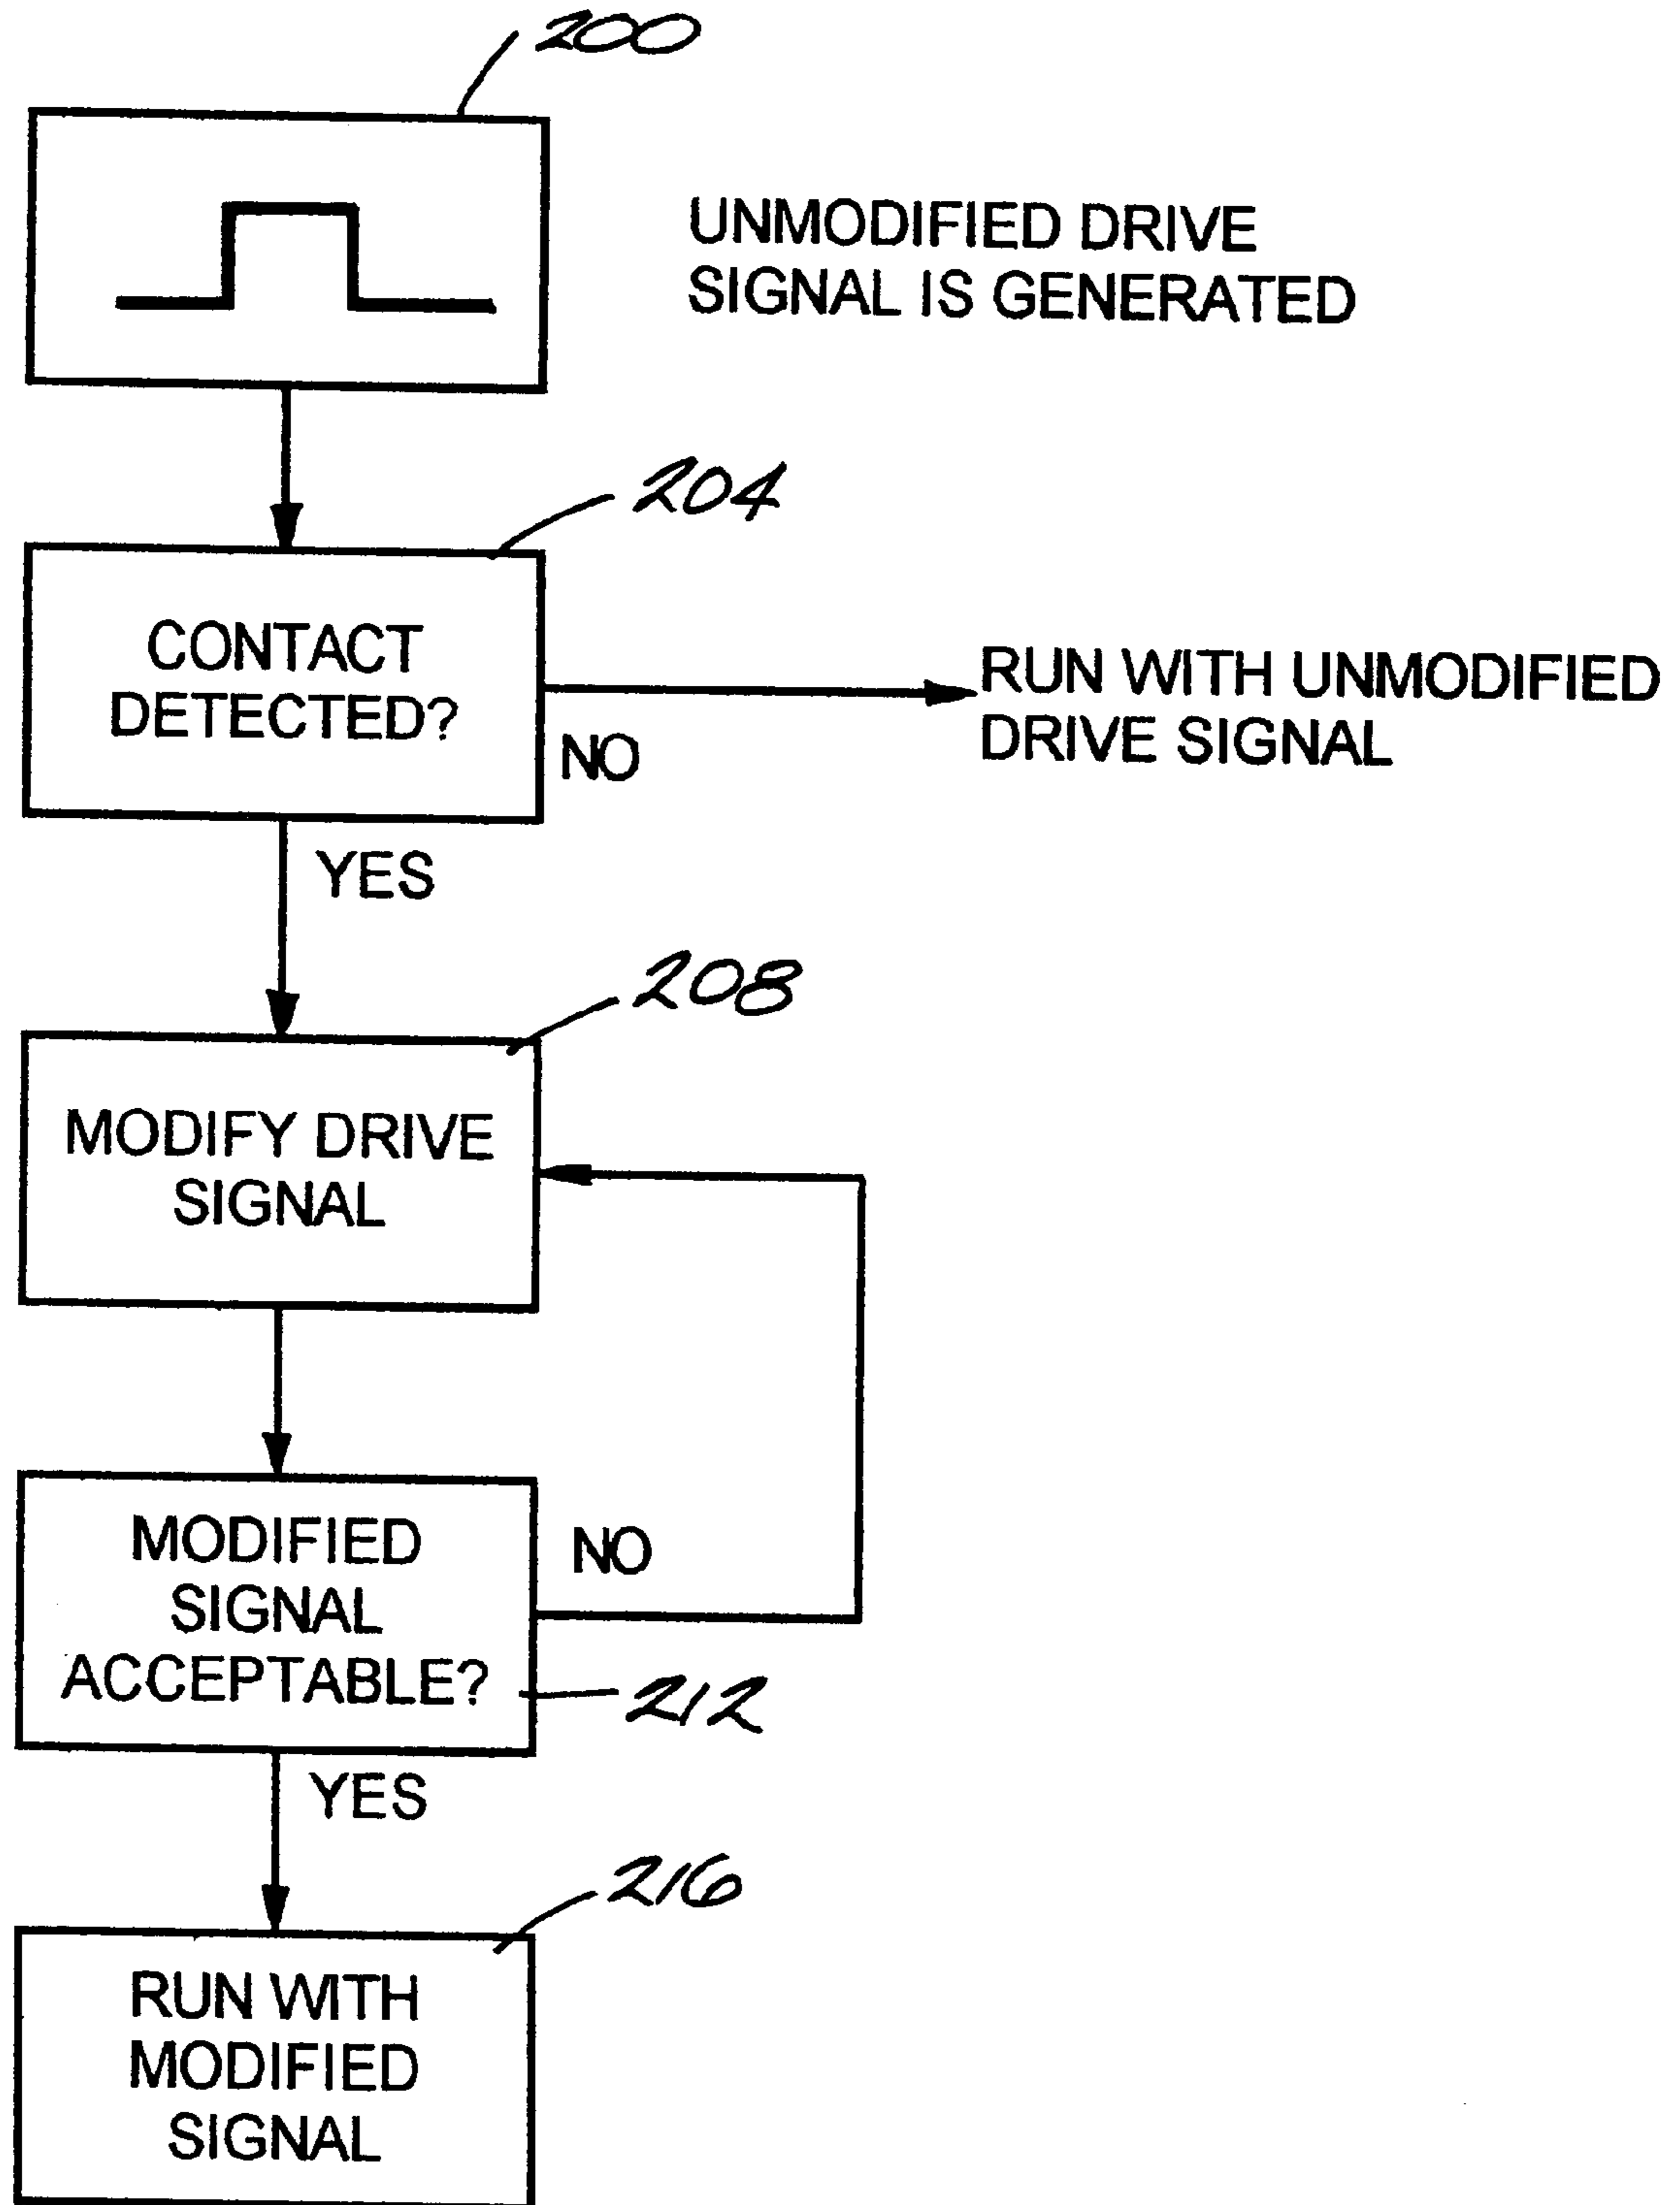 200
UNMODIFIED DRIVE
SIGNAL IS GENERATED
204
CONTACT
DETECTED?
NO
RUN WITH UNMODIFIED
DRIVE SIGNAL
YES
208
MODIFY DRIVE
SIGNAL
MODIFIED
SIGNAL
ACCEPTABLE?
NO
212
YES
216
RUN WITH
MODIFIED
SIGNAL